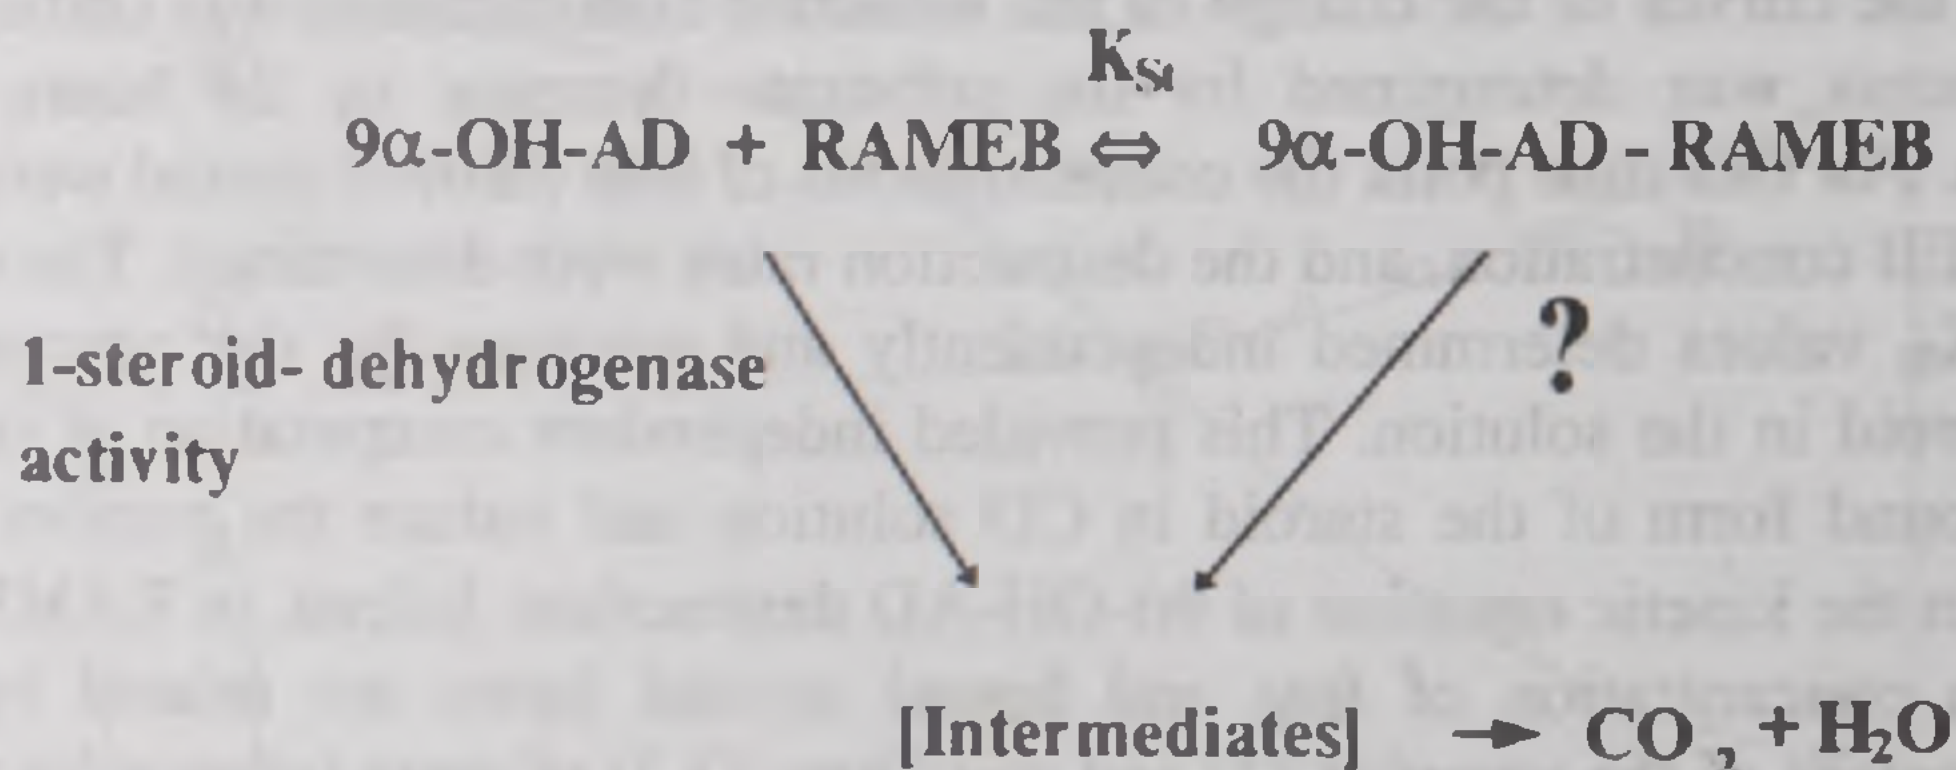 K_St
9α-OH-AD + RAMEB ⇔ 9α-OH-AD - RAMEB
?
1-steroid- dehydrogenase
activity
[Intermediates] → CO₂ + H₂O